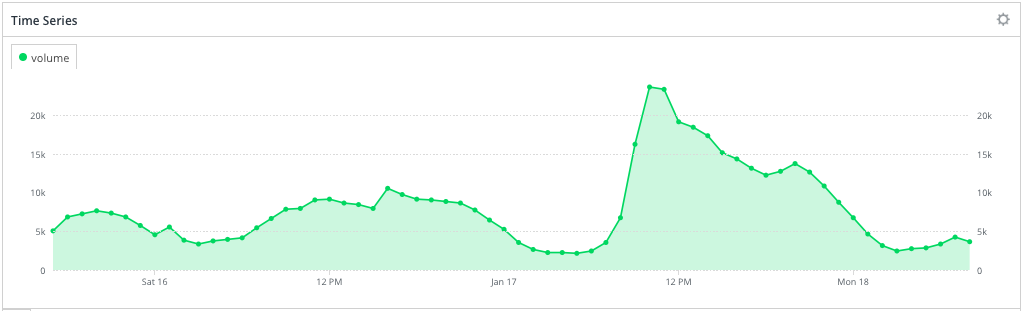 Time Series
volume
20k 20k
15k 15k
10k 10k
5k 5k
0 0
Sat 16 12 PM Jan 17 12 PM Mon 18